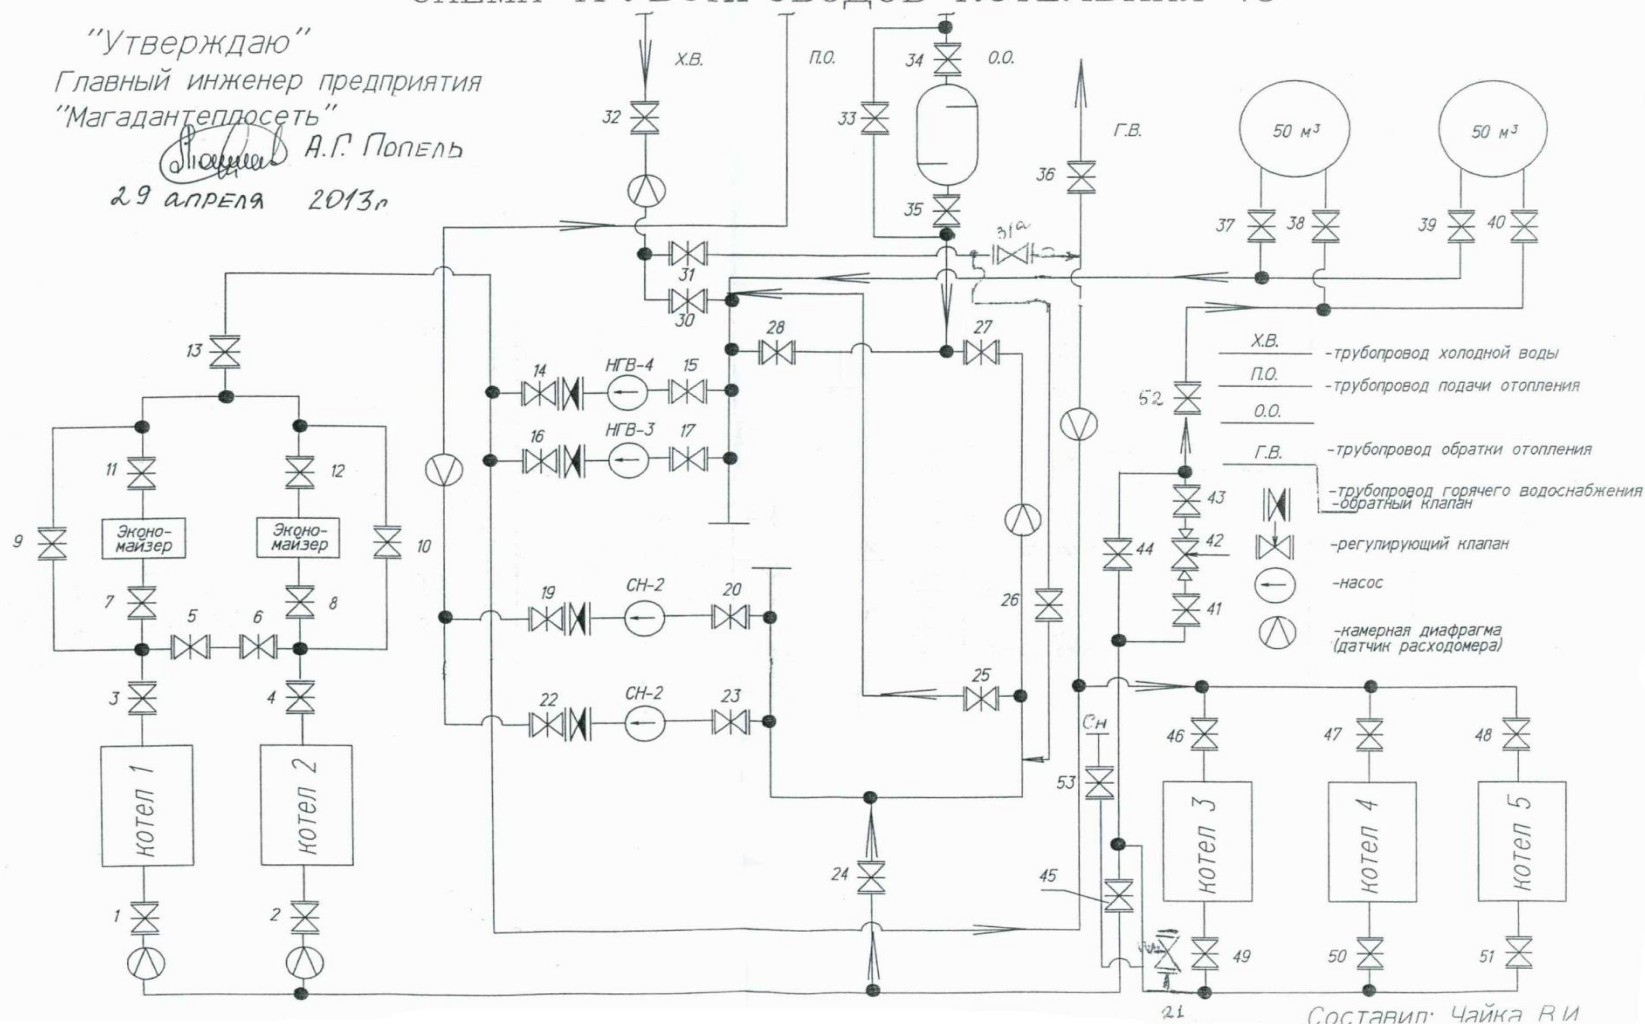 СХЕМА ТРУБОПРОВОДОВ КОТЕЛЬНАЯ
"Утверждаю"
Главный инженер предприятия
"Магадантеплосеть"
А.Г. Попель
29 апреля 2013г
Х.В.
П.О.
О.О.
Г.В.
32
33
34
35
36
50 м³
50 м³
37
38
39
40
31
31а
30
28
27
13
14
НГВ-4
15
16
НГВ-3
17
11
12
9
10
Эконо-
майзер
Эконо-
майзер
7
8
5
6
3
4
19
СН-2
20
22
СН-2
23
25
26
24
котел 1
котел 2
1
2
52
43
44
42
41
Сн
53
45
46
47
48
котел 3
котел 4
котел 5
49
50
51
21
Х.В.
-трубопровод холодной воды
П.О.
-трубопровод подачи отопления
О.О.
-трубопровод обратки отопления
Г.В.
-трубопровод горячего водоснабжения
-обратный клапан
-регулирующий клапан
-насос
-камерная диафрагма
(датчик расходомера)
Составил: Чайка В.И.